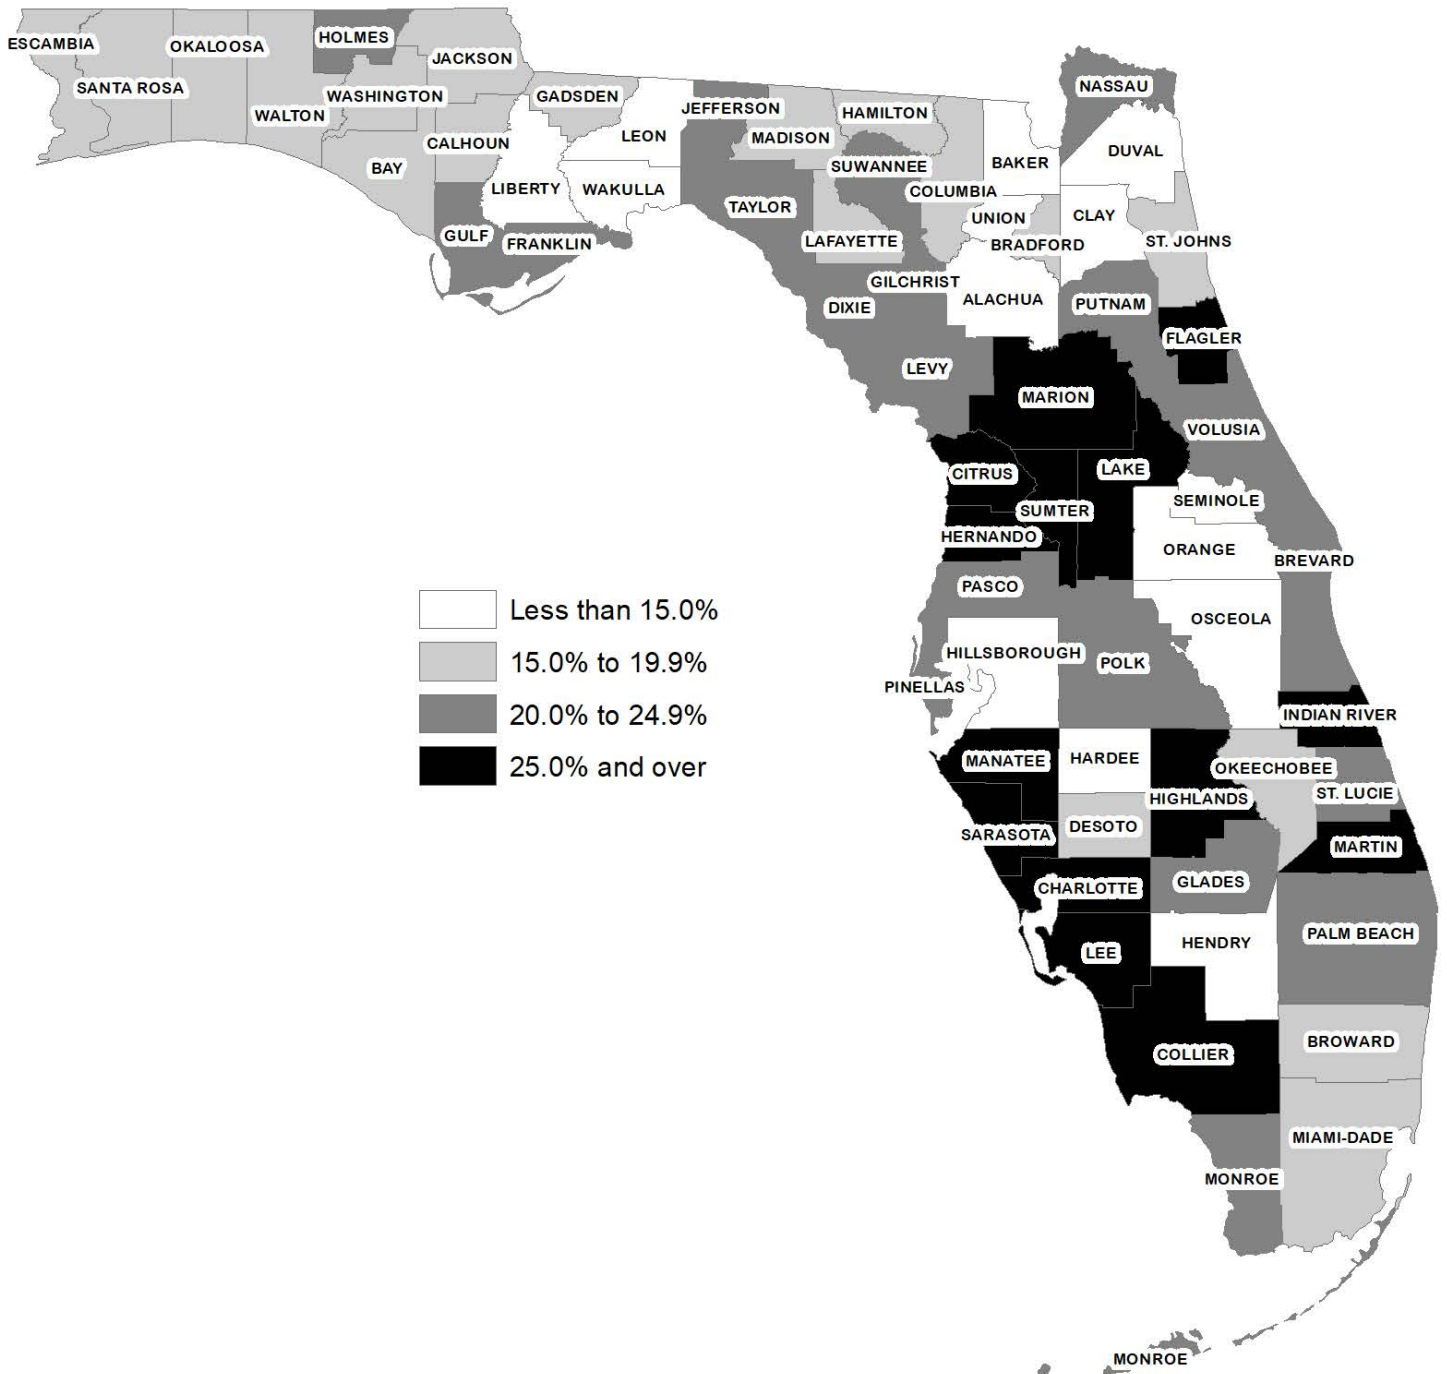 ESCAMBIA
SANTA ROSA
OKALOOSA
WALTON
HOLMES
WASHINGTON
JACKSON
BAY
CALHOUN
GULF
GADSDEN
LIBERTY
FRANKLIN
LEON
WAKULLA
JEFFERSON
MADISON
TAYLOR
HAMILTON
SUWANNEE
LAFAYETTE
COLUMBIA
DIXIE
GILCHRIST
LEVY
BAKER
UNION
BRADFORD
ALACHUA
NASSAU
DUVAL
CLAY
ST. JOHNS
PUTNAM
FLAGLER
MARION
VOLUSIA
CITRUS
SUMTER
LAKE
HERNANDO
SEMINOLE
ORANGE
BREVARD
PASCO
OSCEOLA
HILLSBOROUGH
PINELLAS
POLK
INDIAN RIVER
MANATEE
HARDEE
HIGHLANDS
OKEECHOBEE
ST. LUCIE
SARASOTA
DESOTO
MARTIN
CHARLOTTE
GLADES
LEE
HENDRY
PALM BEACH
COLLIER
BROWARD
MIAMI-DADE
MONROE
MONROE
Less than 15.0%
15.0% to 19.9%
20.0% to 24.9%
25.0% and over